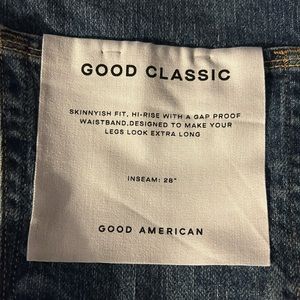 GOOD CLASSIC
SKINNYISH FIT, HI-RISE WITH A GAP PROOF
WAISTBAND.DESIGNED TO MAKE YOUR
LEGS LOOK EXTRA LONG
INSEAM: 28"
GOOD AMERICAN